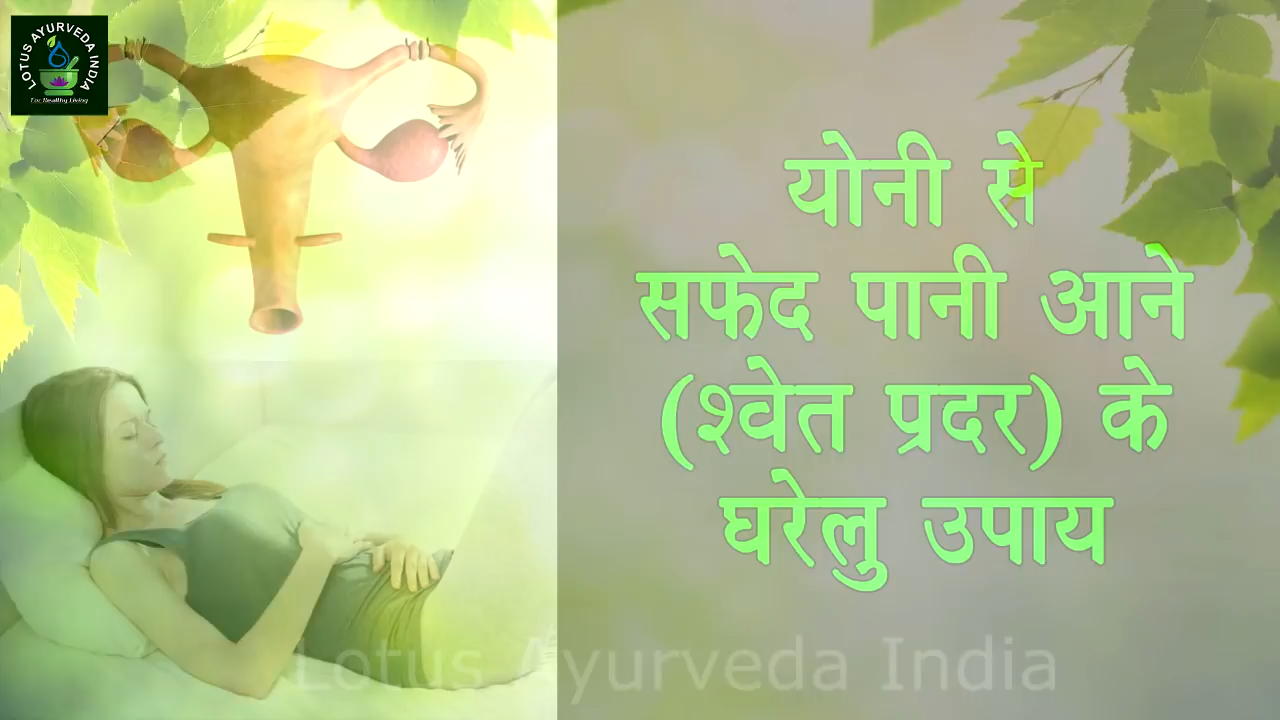 LOTUS AYURVEDA INDIA
For Healthy Living
योनी से
सफेद पानी आने
(श्वेत प्रदर) के
घरेलु उपाय
Lotus Ayurveda India